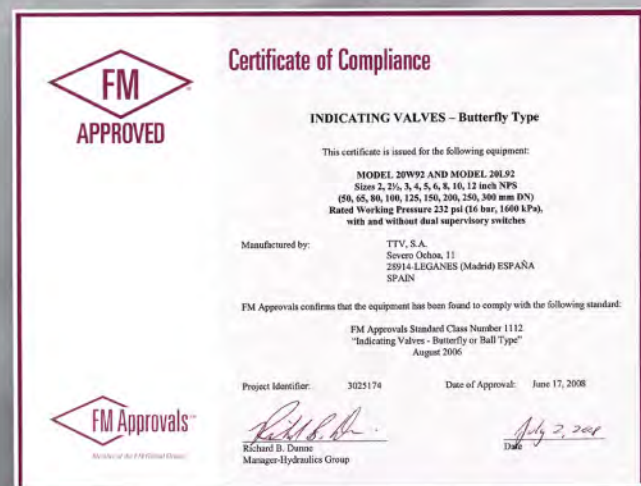 FM
APPROVED
Certificate of Compliance
INDICATING VALVES – Butterfly Type
This certificate is issued for the following equipment:
MODEL 20W92 AND MODEL 20L92
Sizes 2, 2½, 3, 4, 5, 6, 8, 10, 12 inch NPS
(50, 65, 80, 100, 125, 150, 200, 250, 300 mm DN)
Rated Working Pressure 232 psi (16 bar, 1600 kPa),
with and without dual supervisory switches
Manufactured by: TTV, S.A.
Severo Ochoa, 11
28914-LEGANES (Madrid) ESPAÑA
SPAIN
FM Approvals confirms that the equipment has been found to comply with the following standard:
FM Approvals Standard Class Number 1112
"Indicating Valves - Butterfly or Ball Type"
August 2006
Project Identifier: 3025174 Date of Approval: June 17, 2008
FM Approvals
Member of the FM Global Group
Richard B. Dunne
Manager-Hydraulics Group
July 2, 2008
Date